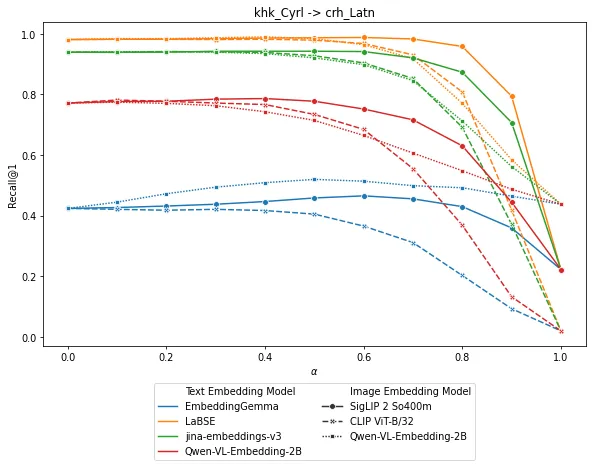 khk_Cyrl -> crh_Latn
Recall@1
1.0
0.8
0.6
0.4
0.2
0.0
0.0 0.2 0.4 0.6 0.8 1.0
α
Text Embedding Model
EmbeddingGemma
LaBSE
jina-embeddings-v3
Qwen-VL-Embedding-2B
Image Embedding Model
SigLIP 2 So400m
CLIP ViT-B/32
Qwen-VL-Embedding-2B